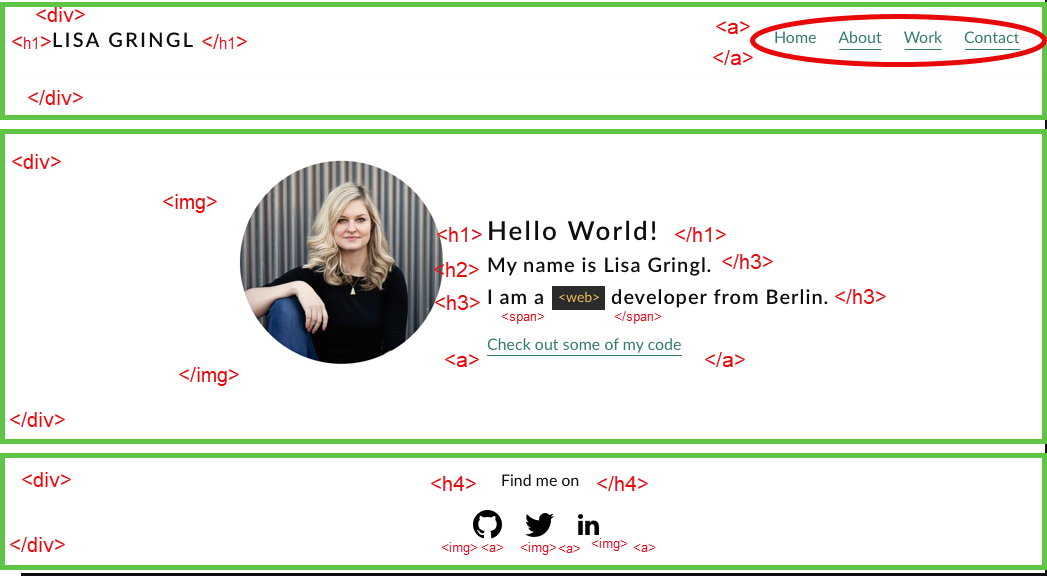 <div>
<h1>LISA GRINGL </h1>
<a> Home About Work Contact
</a>
</div>
<div>
<img>
<h1> Hello World! </h1>
<h2> My name is Lisa Gringl. </h3>
<h3> I am a <web> developer from Berlin. </h3>
<span> </span>
<a> Check out some of my code </a>
</img>
</div>
<div>
<h4> Find me on </h4>
in
</div>
<img> <a> <img> <a> <img> <a>